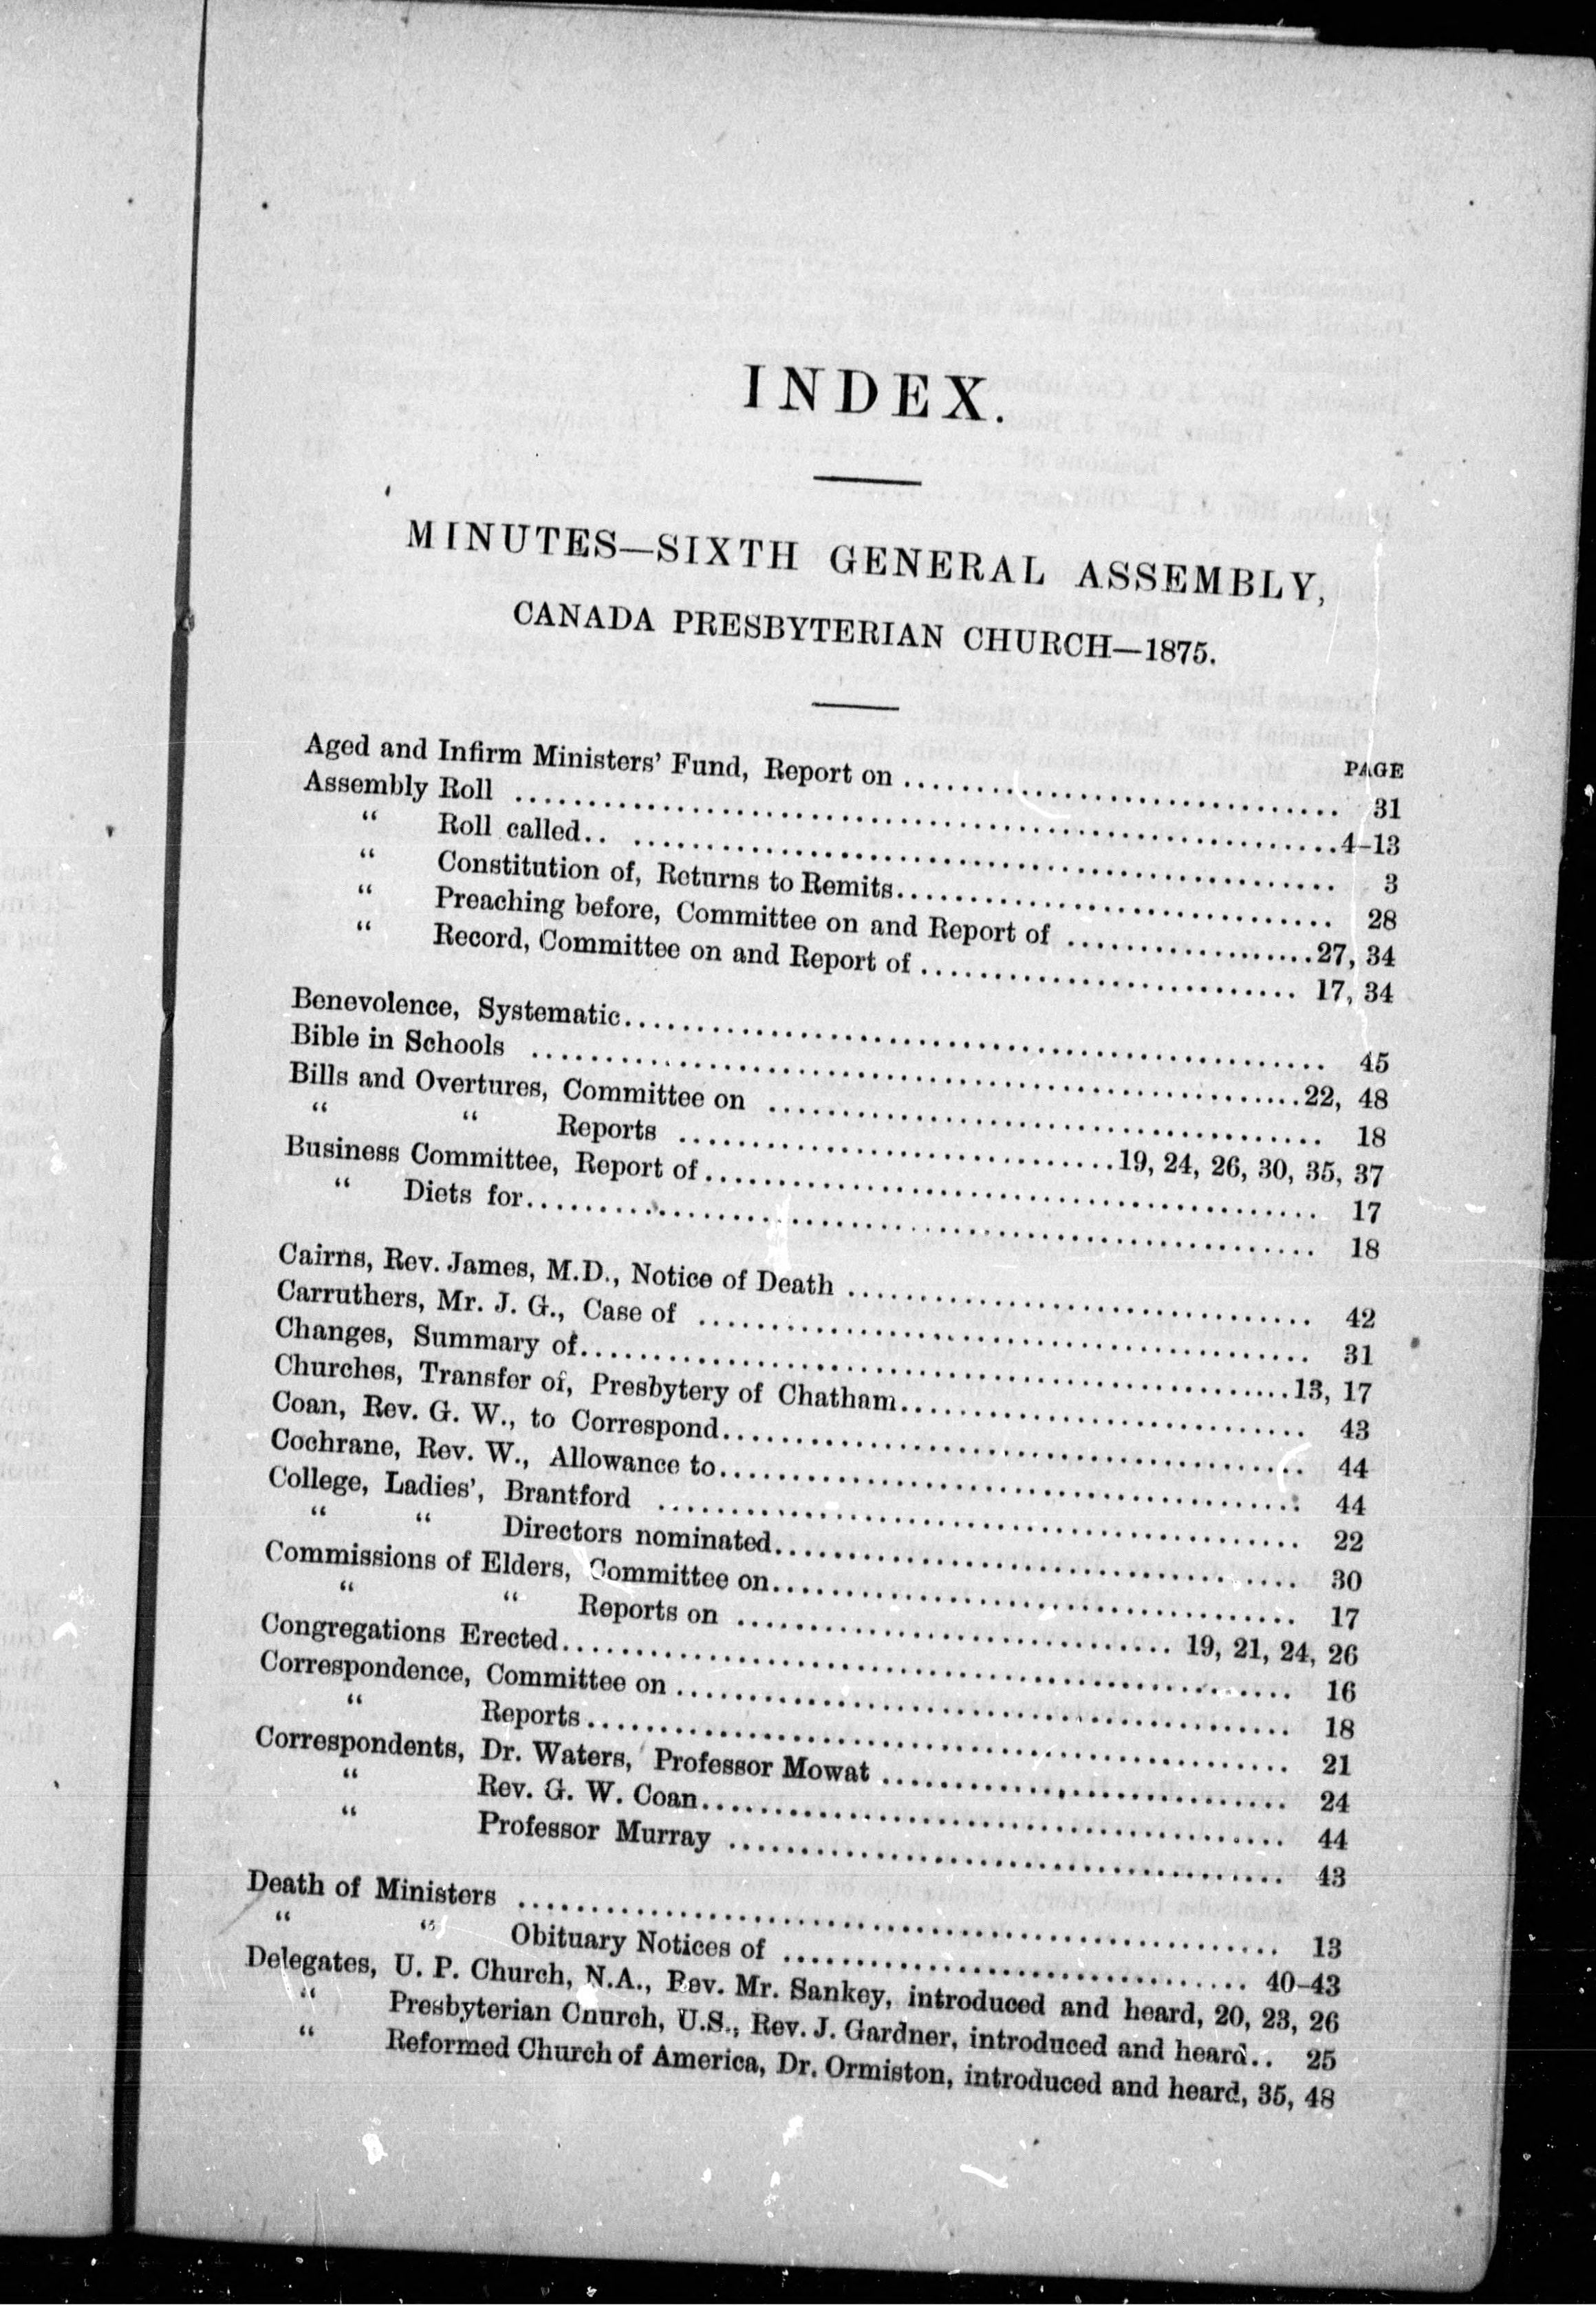 INDEX.
MINUTES—SIXTH GENERAL ASSEMBLY,
CANADA PRESBYTERIAN CHURCH—1875.
PAGE
Aged and Infirm Ministers' Fund, Report on .............................. 31
Assembly Roll ..........................................................4–13
“ Roll called.. ................................................ 3
“ Constitution of, Returns to Remits.............................. 28
“ Preaching before, Committee on and Report of .................27, 34
“ Record, Committee on and Report of .......................... 17, 34
Benevolence, Systematic................................................ 45
Bible in Schools .....................................................22, 48
Bills and Overtures, Committee on ...................................... 18
“ “ Reports ..............................19, 24, 26, 30, 35, 37
Business Committee, Report of.......................................... 17
“ Diets for...................................................... 18
Cairns, Rev. James, M.D., Notice of Death ................................ 42
Carruthers, Mr. J. G., Case of .......................................... 31
Changes, Summary of.................................................13, 17
Churches, Transfer of, Presbytery of Chatham............................ 43
Coan, Rev. G. W., to Correspond........................................ 44
Cochrane, Rev. W., Allowance to........................................ 44
College, Ladies', Brantford ............................................ 22
“ “ Directors nominated.................................... 30
Commissions of Elders, Committee on.................................... 17
“ “ Reports on .............................. 19, 21, 24, 26
Congregations Erected.................................................. 16
Correspondence, Committee on .......................................... 18
“ Reports................................................ 21
Correspondents, Dr. Waters, Professor Mowat ............................ 24
“ Rev. G. W. Coan........................................ 44
“ Professor Murray ...................................... 43
Death of Ministers .................................................... 13
“ “ Obituary Notices of ................................ 40–43
Delegates, U. P. Church, N.A., Rev. Mr. Sankey, introduced and heard, 20, 23, 26
“ Presbyterian Church, U.S., Rev. J. Gardner, introduced and heard.. 25
“ Reformed Church of America, Dr. Ormiston, introduced and heard, 35, 48